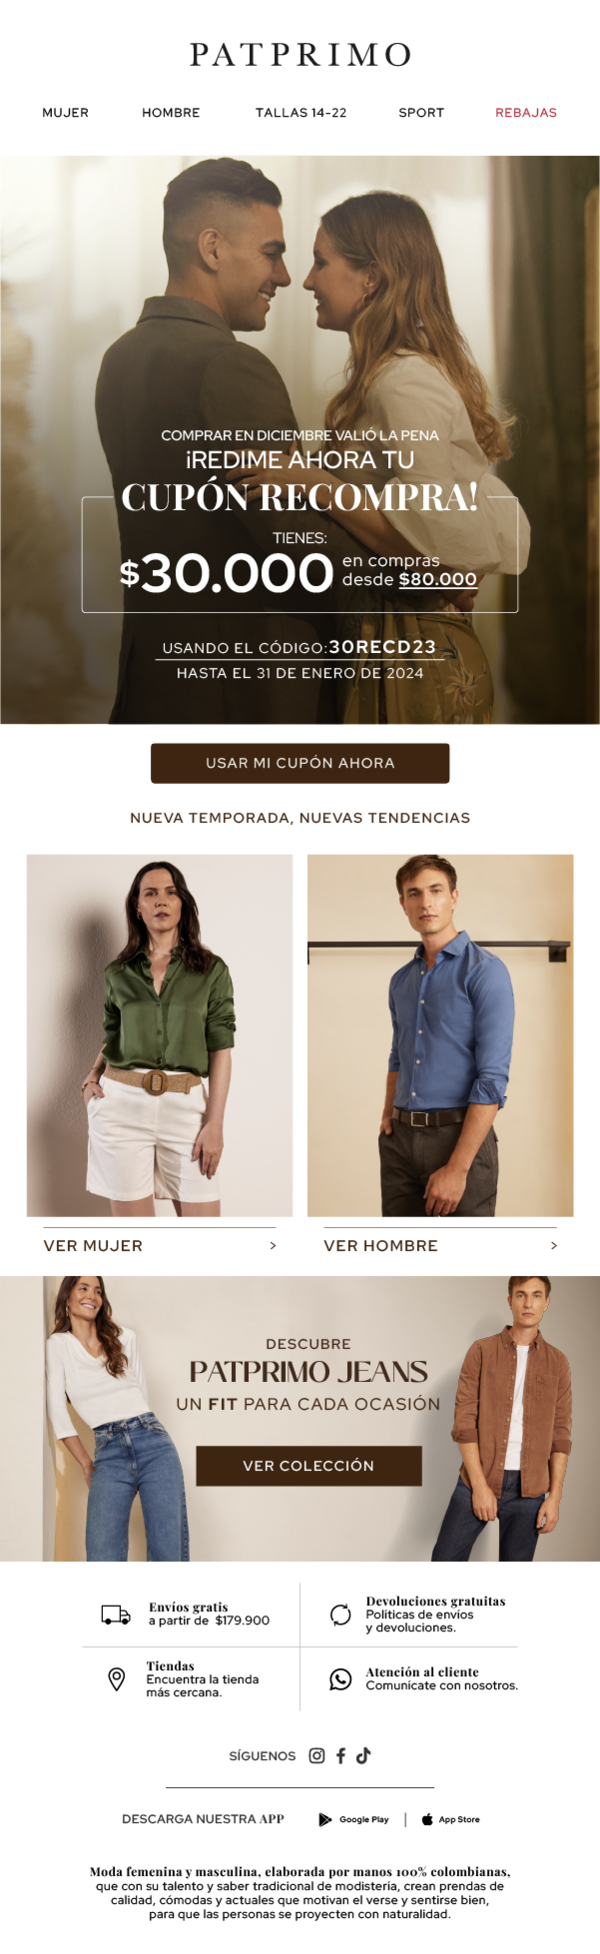 PATPRIMO
MUJER HOMBRE TALLAS 14-22 SPORT REBAJAS
COMPRAR EN DICIEMBRE VALIÓ LA PENA
¡REDIME AHORA TU
CUPÓN RECOMPRA!
TIENES:
$30.000 en compras
desde $80.000
USANDO EL CÓDIGO:30RECD23
HASTA EL 31 DE ENERO DE 2024
USAR MI CUPÓN AHORA
NUEVA TEMPORADA, NUEVAS TENDENCIAS
VER MUJER >
VER HOMBRE >
DESCUBRE
PATPRIMO JEANS
UN FIT PARA CADA OCASIÓN
VER COLECCIÓN
Envíos gratis
a partir de $179.900
Devoluciones gratuitas
Políticas de envíos
y devoluciones.
Tiendas
Encuentra la tienda
más cercana.
Atención al cliente
Comunícate con nosotros.
SÍGUENOS
DESCARGA NUESTRA APP Google Play | App Store
Moda femenina y masculina, elaborada por manos 100% colombianas,
que con su talento y saber tradicional de modistería, crean prendas de
calidad, cómodas y actuales que motivan el verse y sentirse bien,
para que las personas se proyecten con naturalidad.